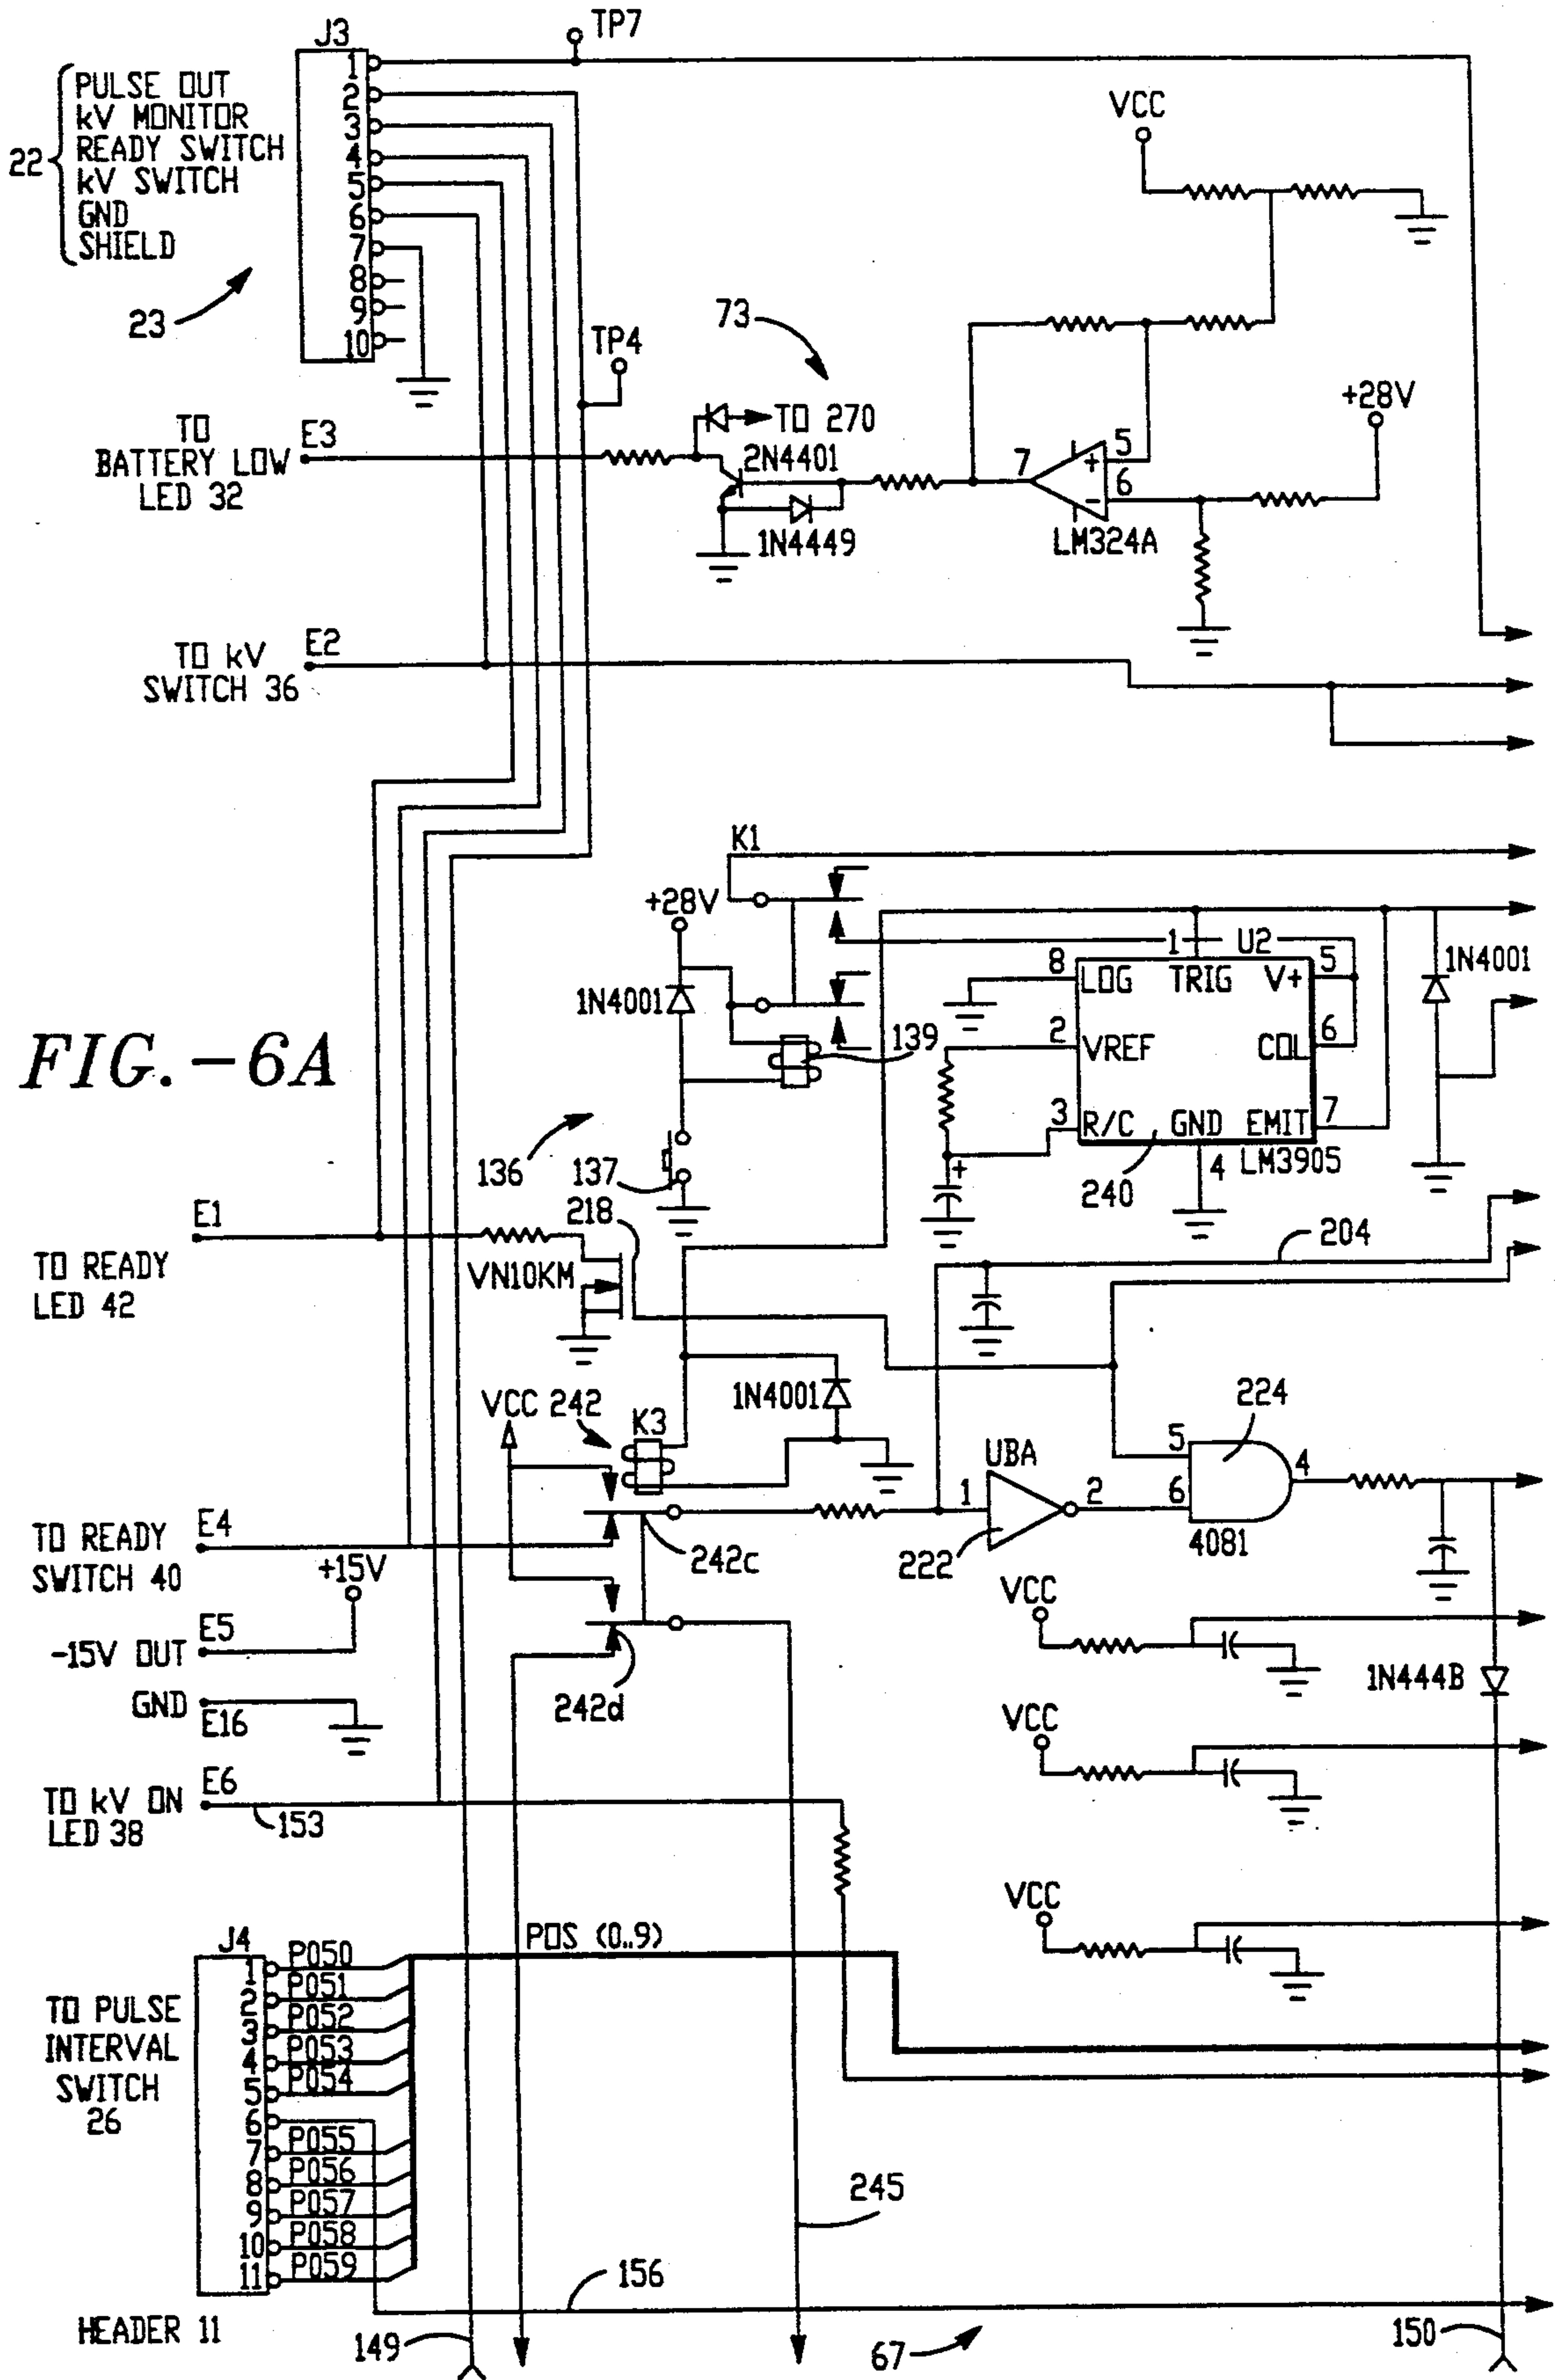 J3
TP7
1
2
3
4
5
6
7
8
9
10
22
PULSE OUT
kV MONITOR
READY SWITCH
kV SWITCH
GND
SHIELD
23
VCC
TP4
73
TO 270
+28V
TO
BATTERY LOW
LED 32
E3
2N4401
1N4449
7
5
+
6
-
LM324A
TO kV
SWITCH 36
E2
K1
+28V
1N4001
139
136
137
8
LOG
1
TRIG
U2
V+
5
2
VREF
COL
6
3
R/C
GND
EMIT
7
+
240
4
LM3905
1N4001
FIG.-6A
E1
TO READY
LED 42
218
VN10KM
204
VCC
242
K3
1N4001
224
UBA
1
2
222
5
6
4
4081
TO READY
SWITCH 40
E4
242c
+15V
-15V OUT
E5
242d
GND
E16
VCC
1N444B
VCC
TO kV ON
LED 38
E6
153
VCC
J4
POS (0..9)
TO PULSE
INTERVAL
SWITCH
26
1 P050
2 P051
3 P052
4 P053
5 P054
6
7 P055
8 P056
9 P057
10 P058
11 P059
245
156
HEADER 11
149
67
150